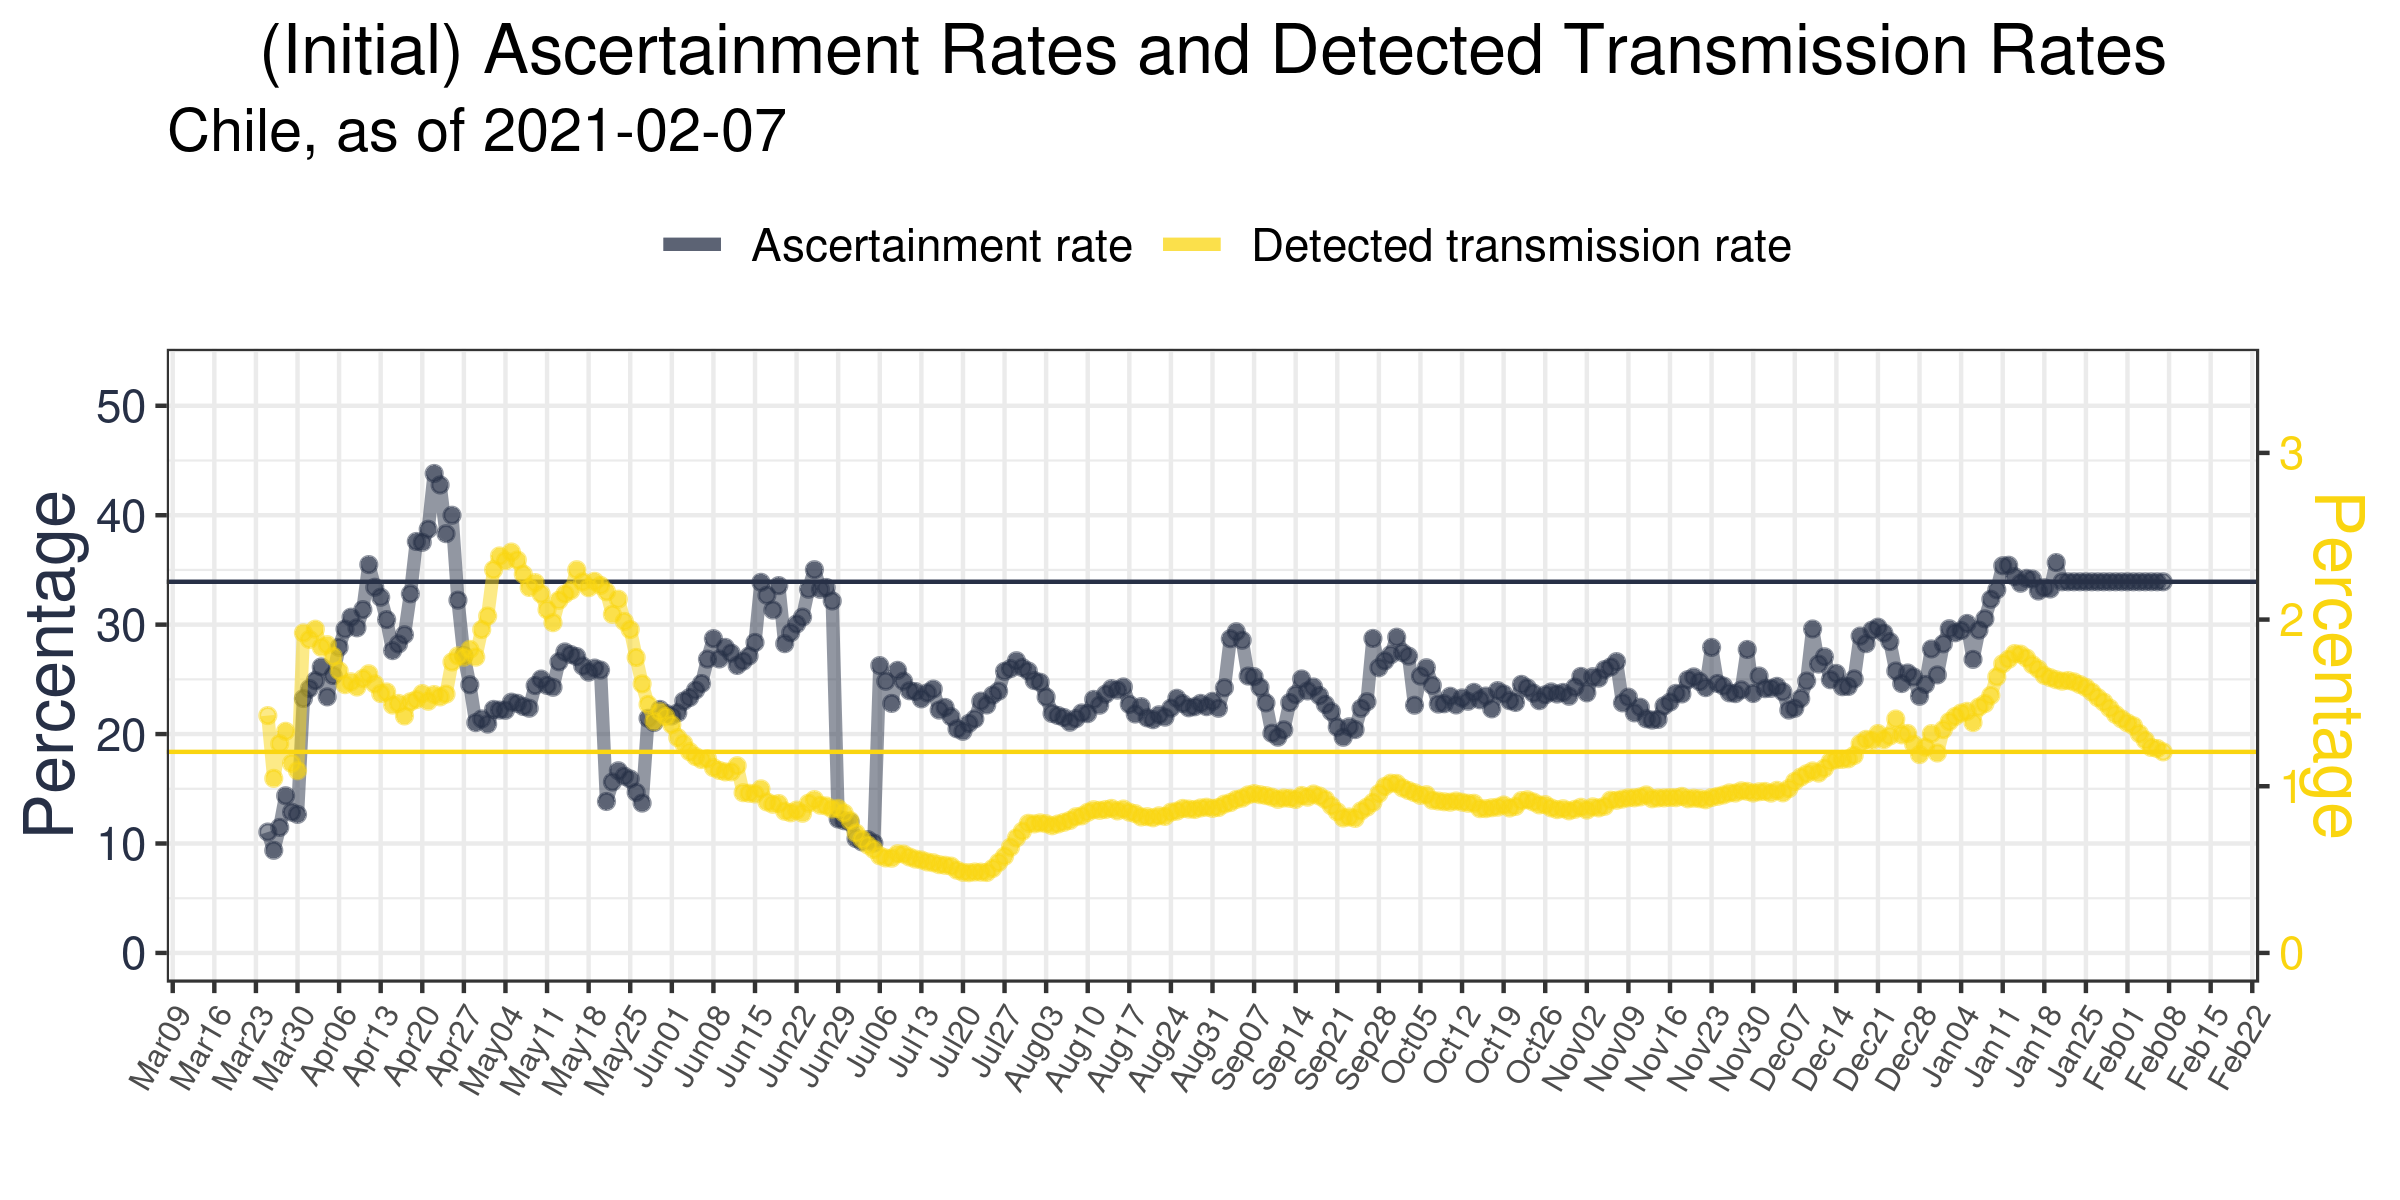 (Initial) Ascertainment Rates and Detected Transmission Rates
Chile, as of 2021-02-07
Ascertainment rate
Detected transmission rate
Percentage
50
40
30
20
10
0
3
2
1
0
Percentage
Mar09
Mar16
Mar23
Mar30
Apr06
Apr13
Apr20
Apr27
May04
May11
May18
May25
Jun01
Jun08
Jun15
Jun22
Jun29
Jul06
Jul13
Jul20
Jul27
Aug03
Aug10
Aug17
Aug24
Aug31
Sep07
Sep14
Sep21
Sep28
Oct05
Oct12
Oct19
Oct26
Nov02
Nov09
Nov16
Nov23
Nov30
Dec07
Dec14
Dec21
Dec28
Jan04
Jan11
Jan18
Jan25
Feb01
Feb08
Feb15
Feb22